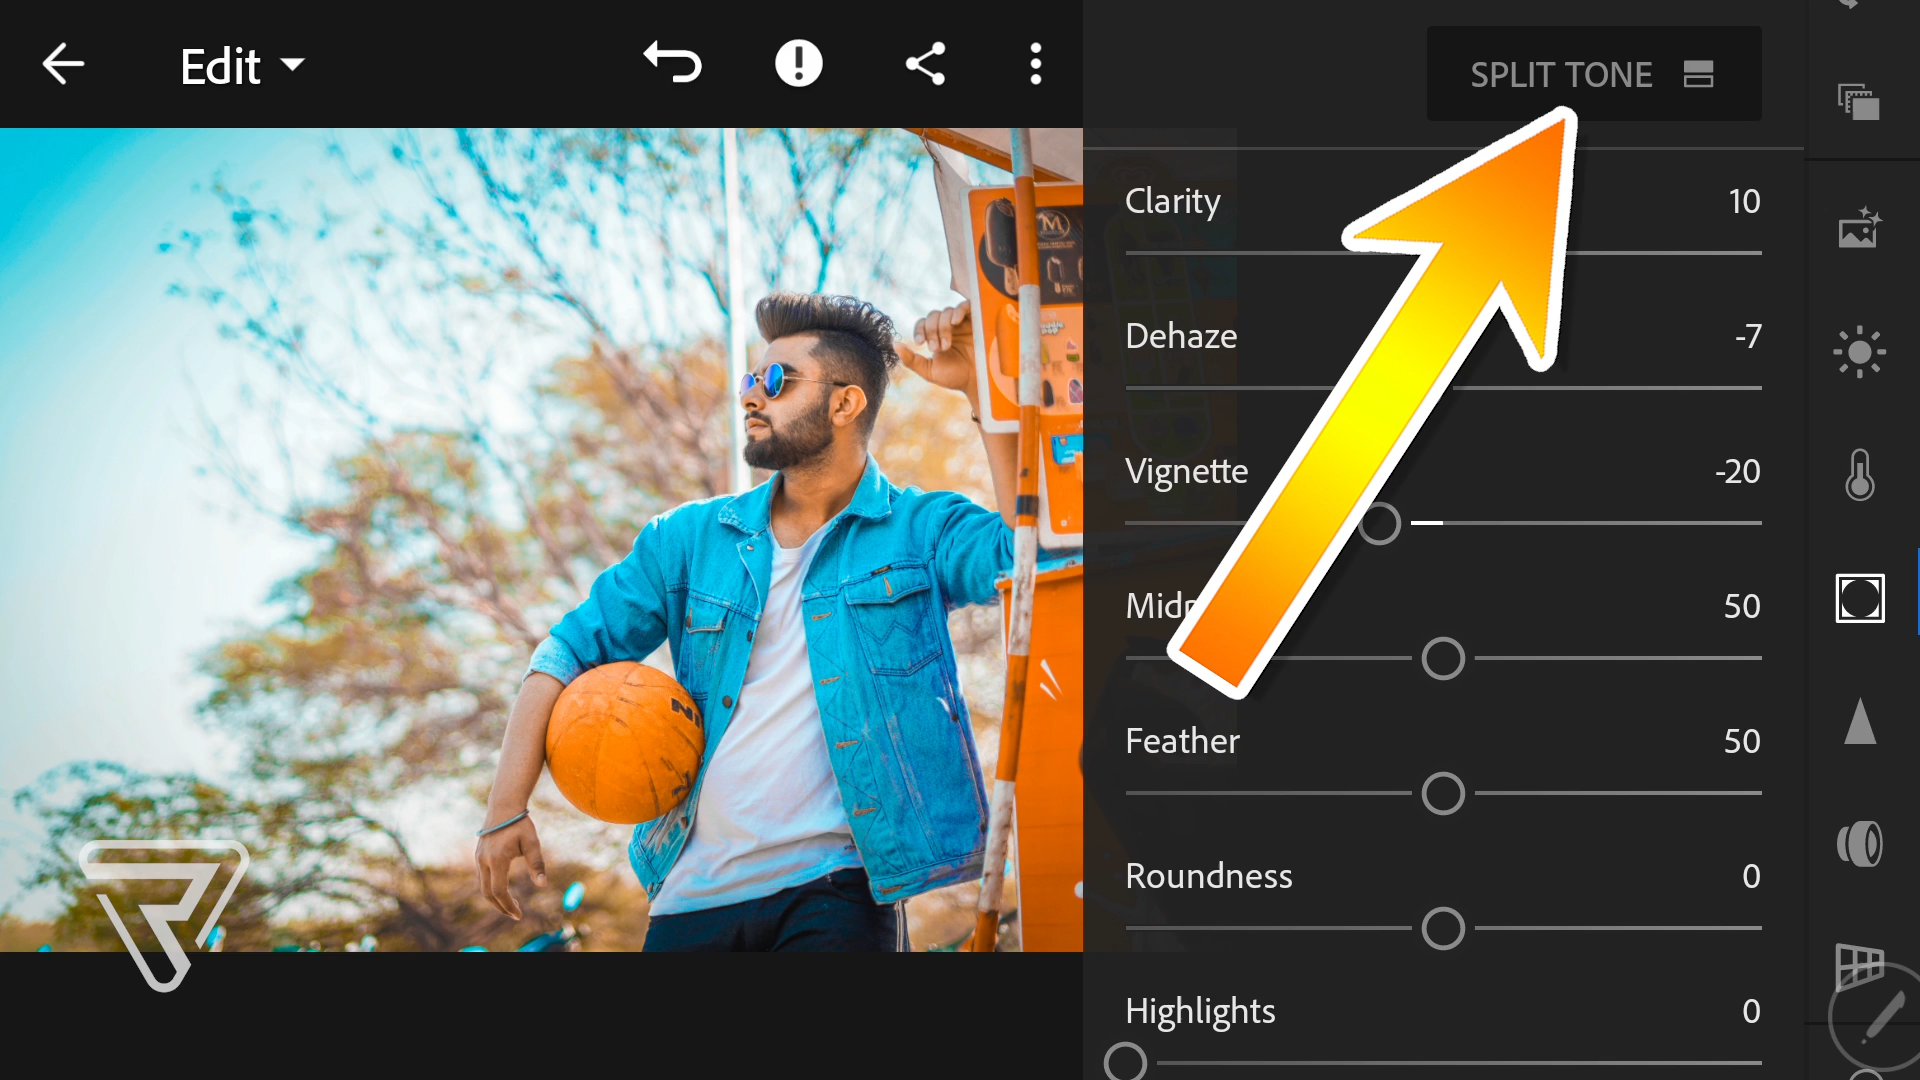 Edit
SPLIT TONE
Clarity 10
Dehaze -7
Vignette -20
50
Feather 50
Roundness 0
Highlights 0
M